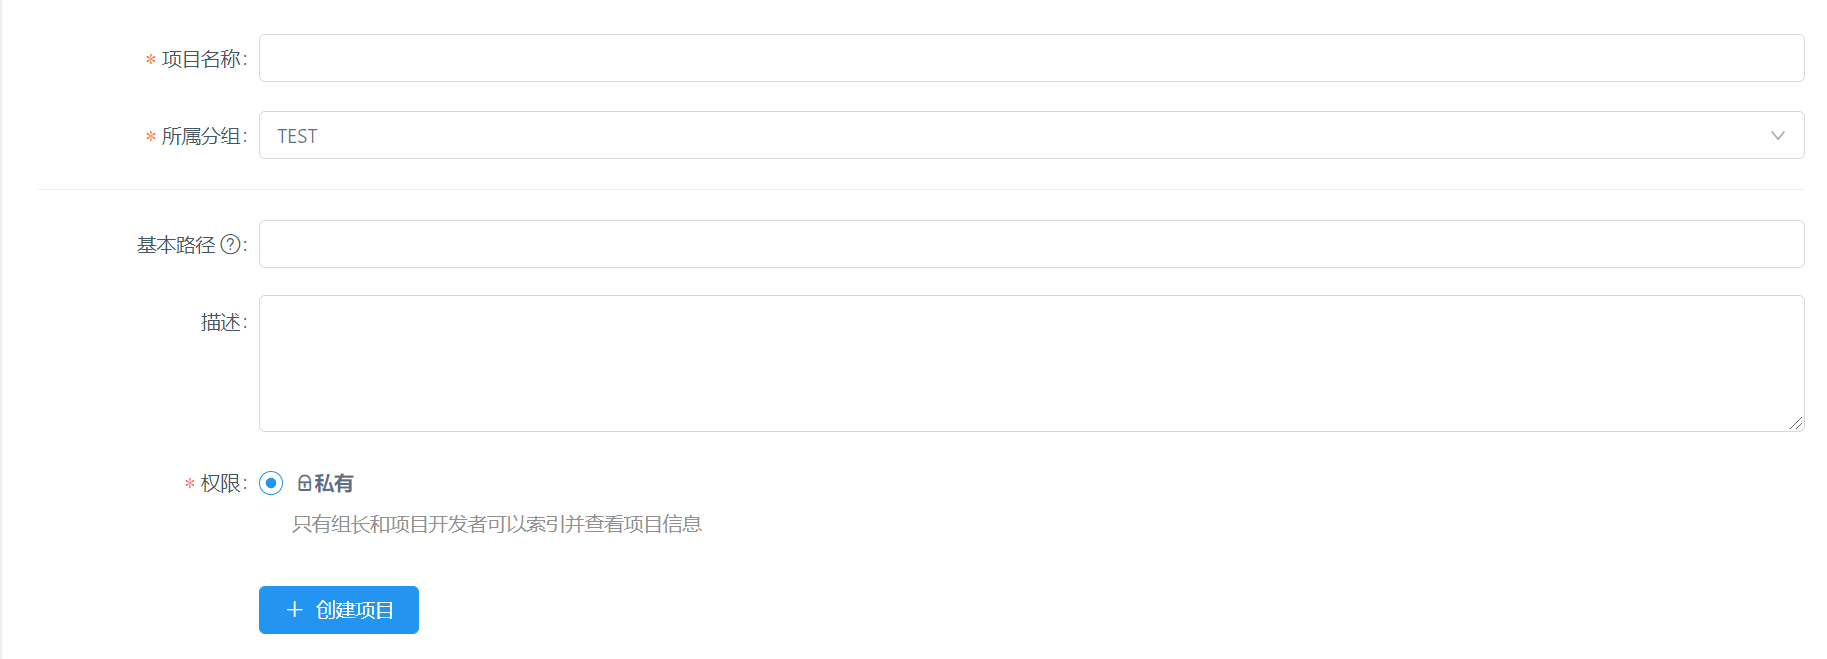 * 项目名称:
* 所属分组: TEST
基本路径 ?:
描述:
* 权限: 私有
只有组长和项目开发者可以索引并查看项目信息
+ 创建项目